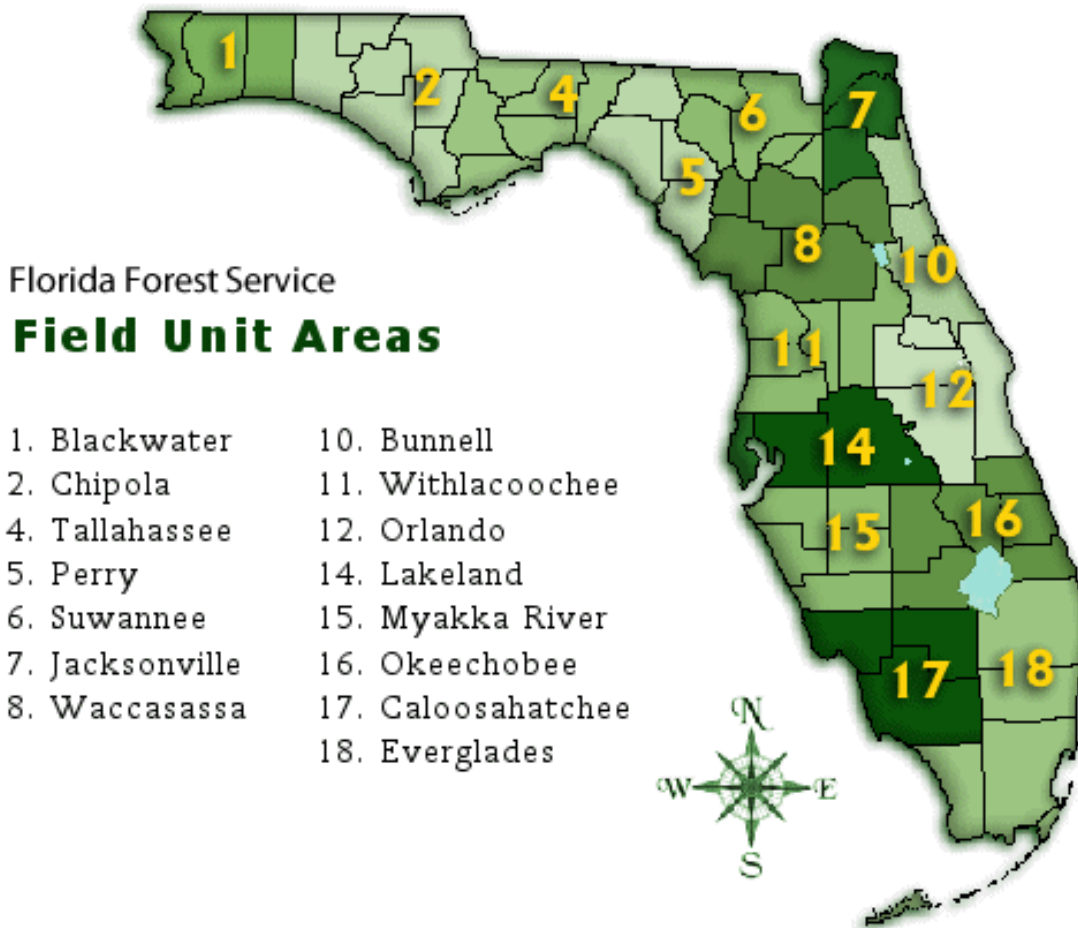 1
2
4
6
7
5
8
10
Florida Forest Service
Field Unit Areas
11
12
14
1. Blackwater
2. Chipola
4. Tallahassee
5. Perry
6. Suwannee
7. Jacksonville
8. Waccasassa
10. Bunnell
11. Withlacoochee
12. Orlando
14. Lakeland
15. Myakka River
16. Okeechobee
17. Caloosahatchee
18. Everglades
15
16
17
18
N
W E
S